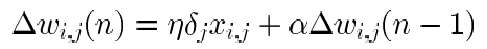 Δw_{i,j}(n) = ηδ_j x_{i,j} + αΔw_{i,j}(n − 1)